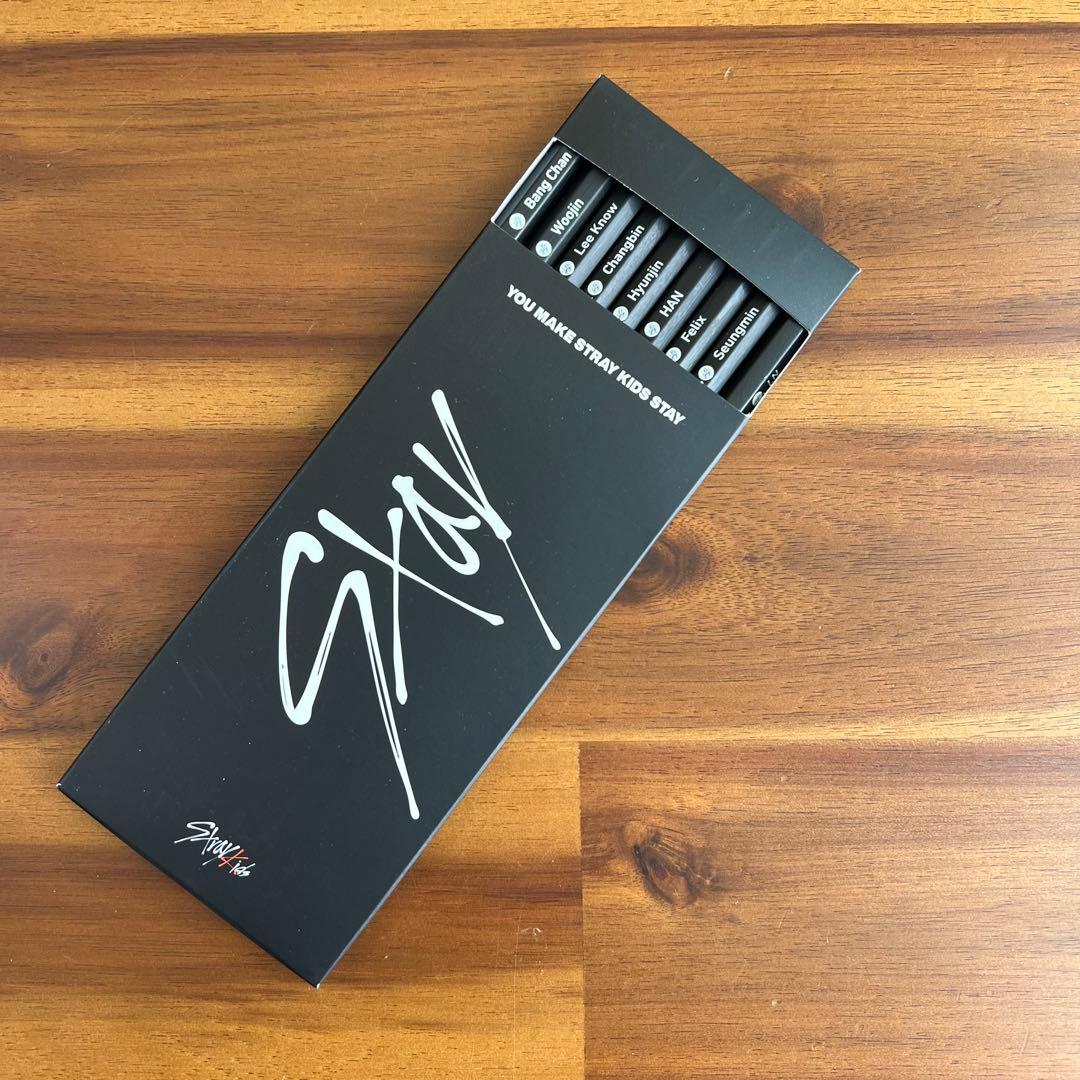 Bang Chan
Woojin
Lee Know
Changbin
Hyunjin
HAN
Felix
Seungmin
I.N
YOU MAKE STRAY KIDS STAY
Stay
Stray Kids